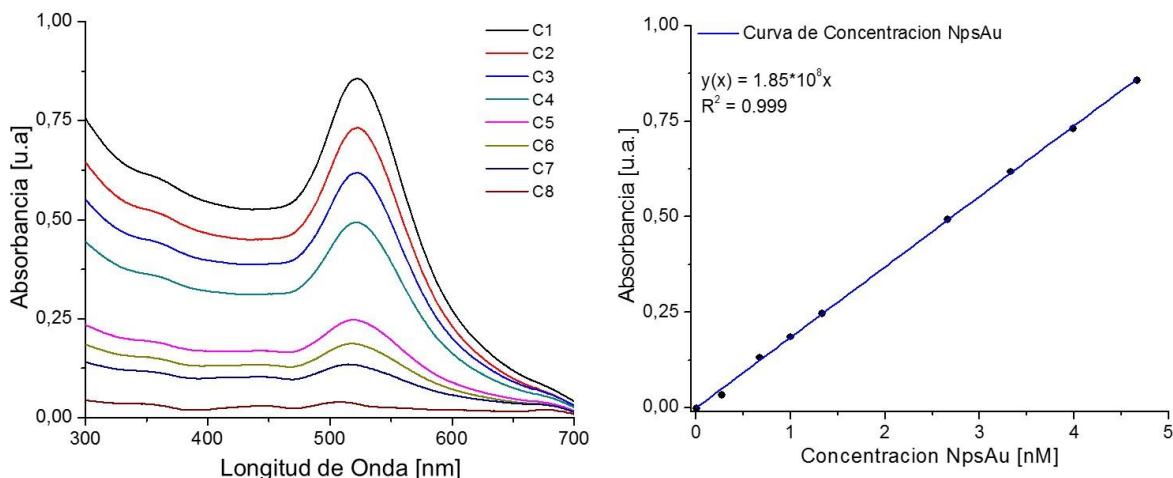 1,00
0,75
0,50
0,25
0,00
Absorbancia [u.a]
300
400
500
600
700
Longitud de Onda [nm]
C1
C2
C3
C4
C5
C6
C7
C8
1,00
0,75
0,50
0,25
0,00
Absorbancia [u.a.]
Curva de Concentracion NpsAu
y(x) = 1.85*10⁸x
R² = 0.999
0
1
2
3
4
5
Concentracion NpsAu [nM]